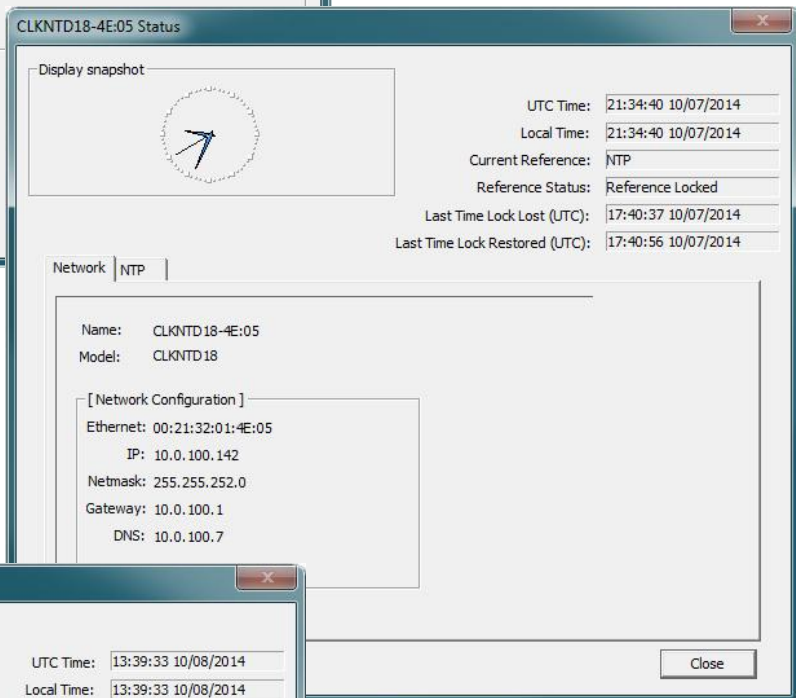 CLKNTD18-4E:05 Status
Display snapshot
UTC Time: 21:34:40 10/07/2014
Local Time: 21:34:40 10/07/2014
Current Reference: NTP
Reference Status: Reference Locked
Last Time Lock Lost (UTC): 17:40:37 10/07/2014
Last Time Lock Restored (UTC): 17:40:56 10/07/2014
Network NTP
Name: CLKNTD18-4E:05
Model: CLKNTD18
[ Network Configuration ]
Ethernet: 00:21:32:01:4E:05
IP: 10.0.100.142
Netmask: 255.255.252.0
Gateway: 10.0.100.1
DNS: 10.0.100.7
Close
UTC Time: 13:39:33 10/08/2014
Local Time: 13:39:33 10/08/2014